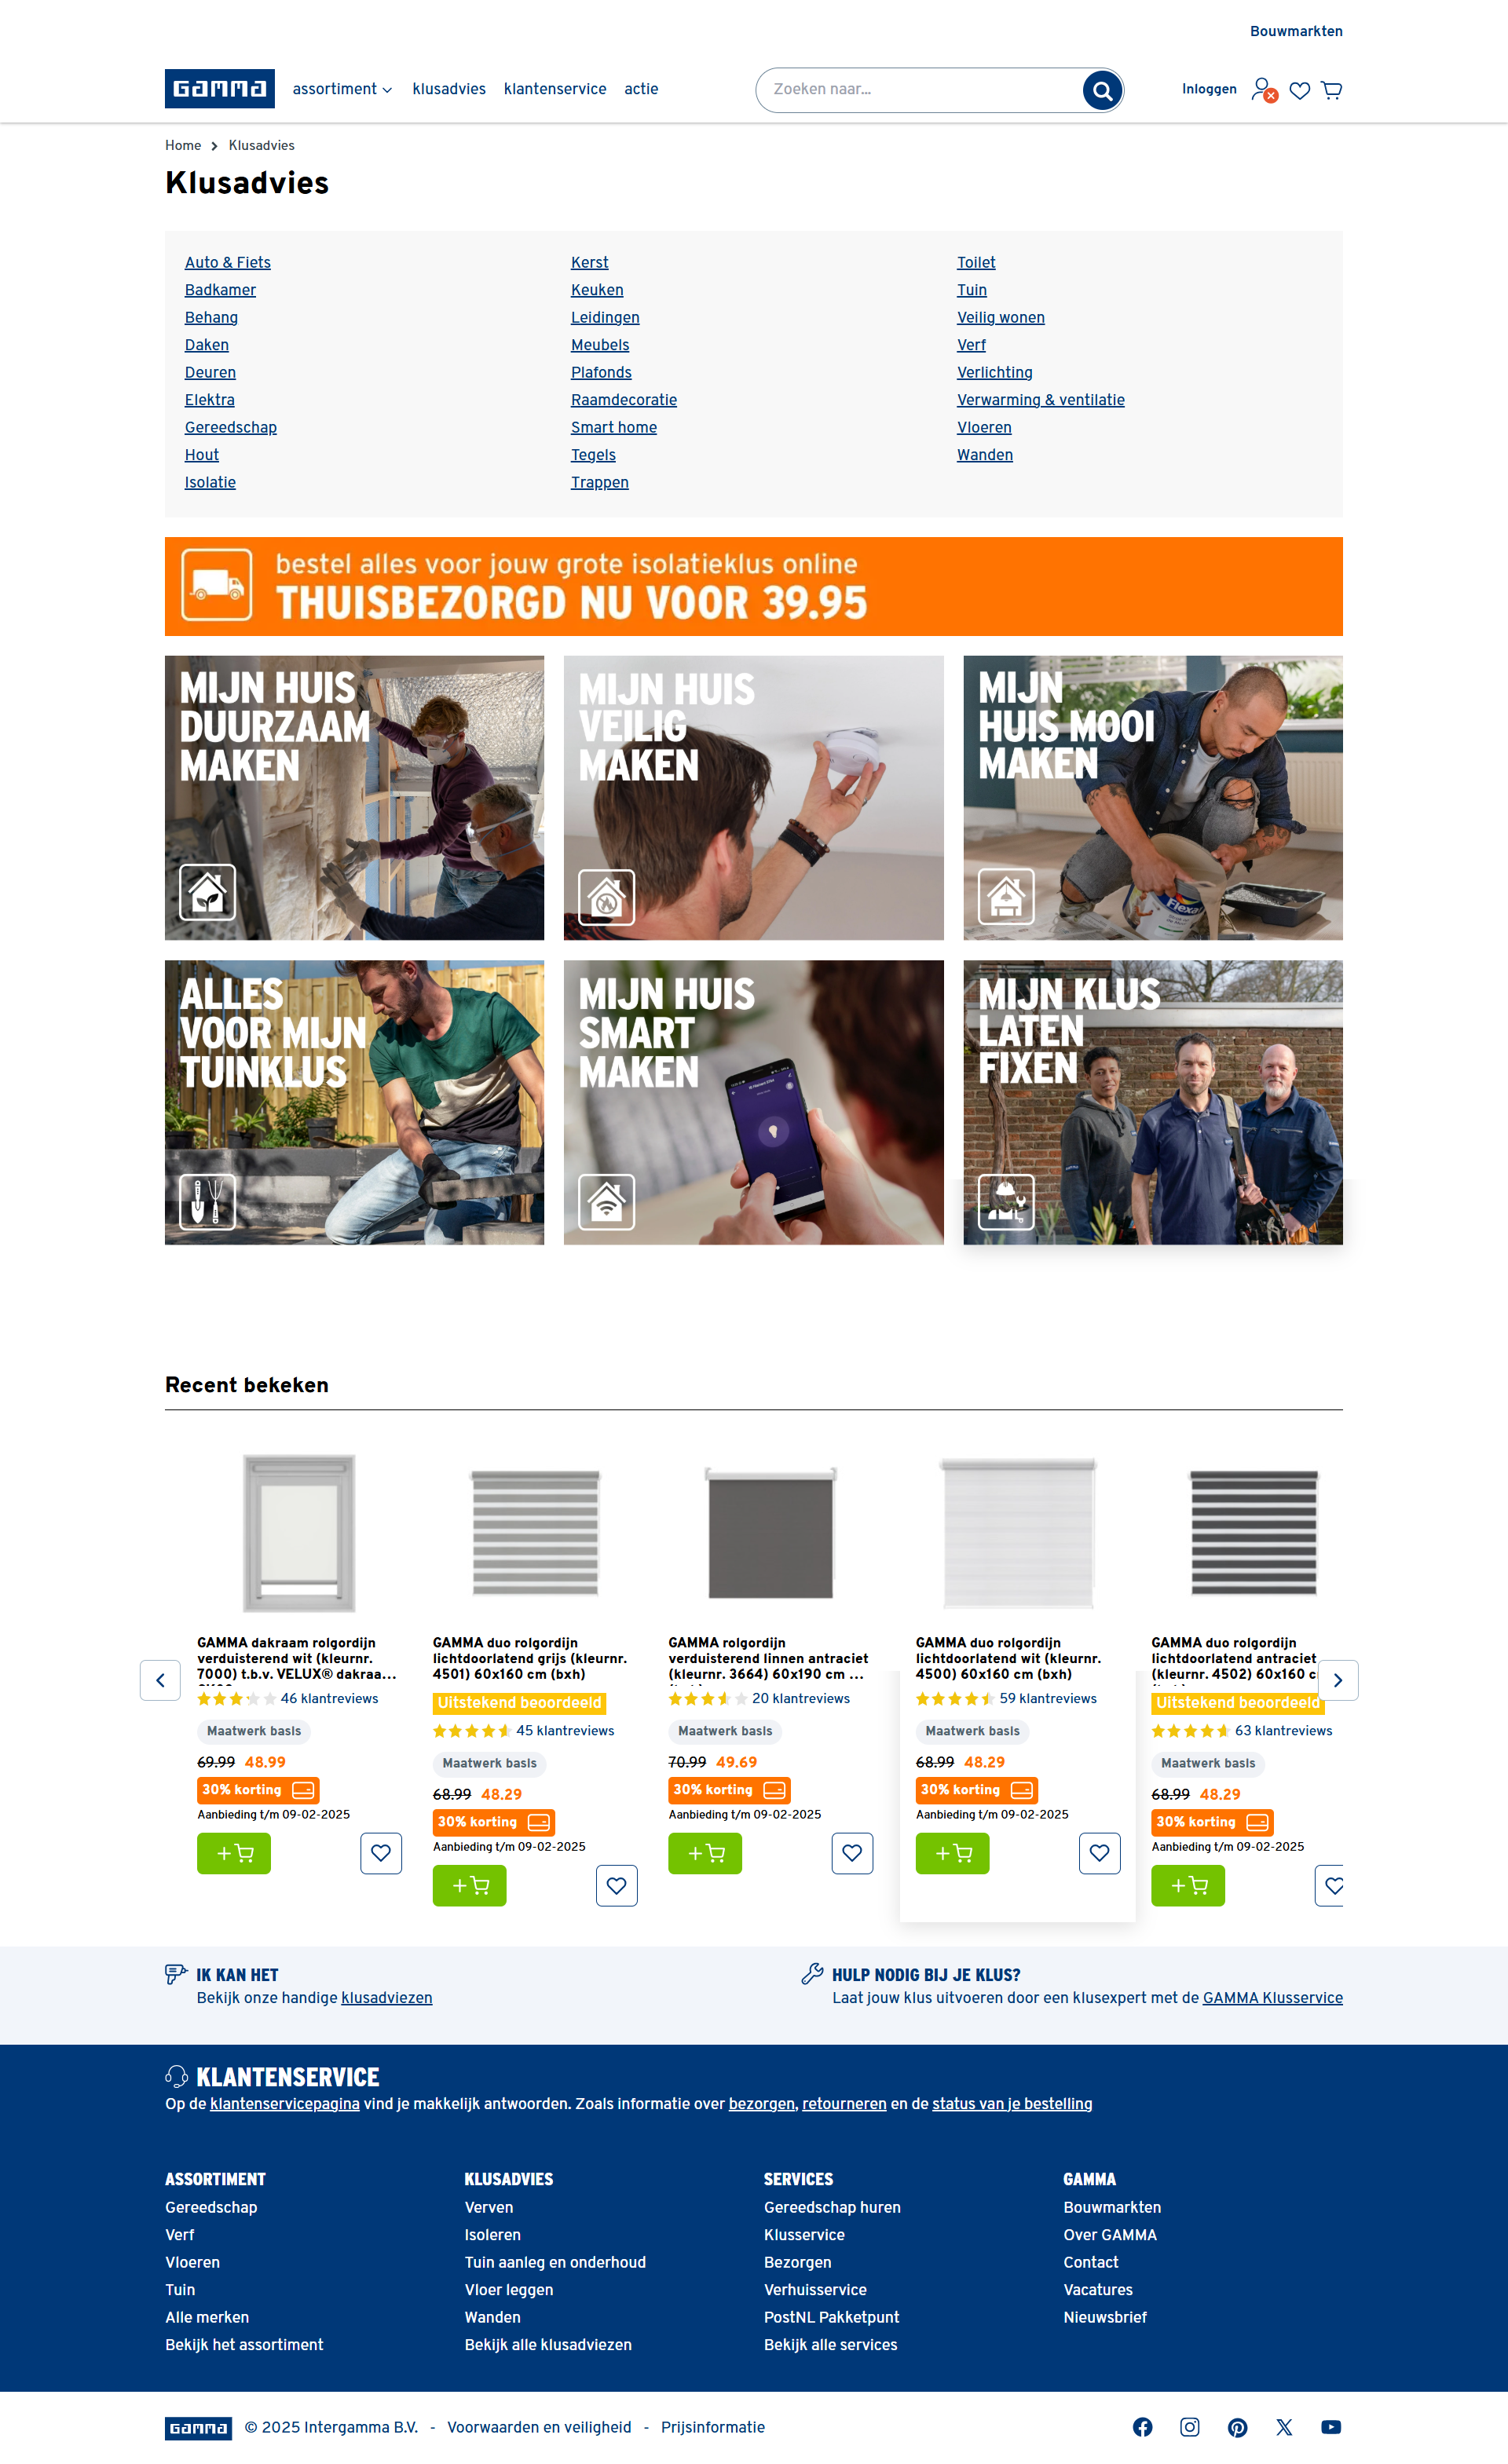 Bouwmarkten
GAMMA
assortiment
klusadvies
klantenservice
actie
Zoeken naar...
Inloggen
Home
Klusadvies
Klusadvies
Auto & Fiets
Badkamer
Behang
Daken
Deuren
Elektra
Gereedschap
Hout
Isolatie
Kerst
Keuken
Leidingen
Meubels
Plafonds
Raamdecoratie
Smart home
Tegels
Trappen
Toilet
Tuin
Veilig wonen
Verf
Verlichting
Verwarming & ventilatie
Vloeren
Wanden
bestel alles voor jouw grote isolatieklus online
THUISBEZORGD NU VOOR 39.95
MIJN HUIS
DUURZAAM
MAKEN
MIJN HUIS
VEILIG
MAKEN
MIJN
HUIS MOOI
MAKEN
Flexa
ALLES
VOOR MIJN
TUINKLUS
MIJN HUIS
SMART
MAKEN
MIJN KLUS
LATEN
FIXEN
Recent bekeken
GAMMA dakraam rolgordijn
verduisterend wit (kleurnr.
7000) t.b.v. VELUX® dakraa...
46 klantreviews
Maatwerk basis
69.99 48.99
30% korting
Aanbieding t/m 09-02-2025
GAMMA duo rolgordijn
lichtdoorlatend grijs (kleurnr.
4501) 60x160 cm (bxh)
Uitstekend beoordeeld
45 klantreviews
Maatwerk basis
68.99 48.29
30% korting
Aanbieding t/m 09-02-2025
GAMMA rolgordijn
verduisterend linnen antraciet
(kleurnr. 3664) 60x190 cm ...
20 klantreviews
Maatwerk basis
70.99 49.69
30% korting
Aanbieding t/m 09-02-2025
GAMMA duo rolgordijn
lichtdoorlatend wit (kleurnr.
4500) 60x160 cm (bxh)
59 klantreviews
Maatwerk basis
68.99 48.29
30% korting
Aanbieding t/m 09-02-2025
GAMMA duo rolgordijn
lichtdoorlatend antraciet
(kleurnr. 4502) 60x160
Uitstekend beoordeeld
63 klantreviews
Maatwerk basis
68.99 48.29
30% korting
Aanbieding t/m 09-02-2025
IK KAN HET
Bekijk onze handige klusadviezen
HULP NODIG BIJ JE KLUS?
Laat jouw klus uitvoeren door een klusexpert met de GAMMA Klusservice
KLANTENSERVICE
Op de klantenservicepagina vind je makkelijk antwoorden. Zoals informatie over bezorgen, retourneren en de status van je bestelling
ASSORTIMENT
Gereedschap
Verf
Vloeren
Tuin
Alle merken
Bekijk het assortiment
KLUSADVIES
Verven
Isoleren
Tuin aanleg en onderhoud
Vloer leggen
Wanden
Bekijk alle klusadviezen
SERVICES
Gereedschap huren
Klusservice
Bezorgen
Verhuisservice
PostNL Pakketpunt
Bekijk alle services
GAMMA
Bouwmarkten
Over GAMMA
Contact
Vacatures
Nieuwsbrief
GAMMA
© 2025 Intergamma B.V. - Voorwaarden en veiligheid - Prijsinformatie